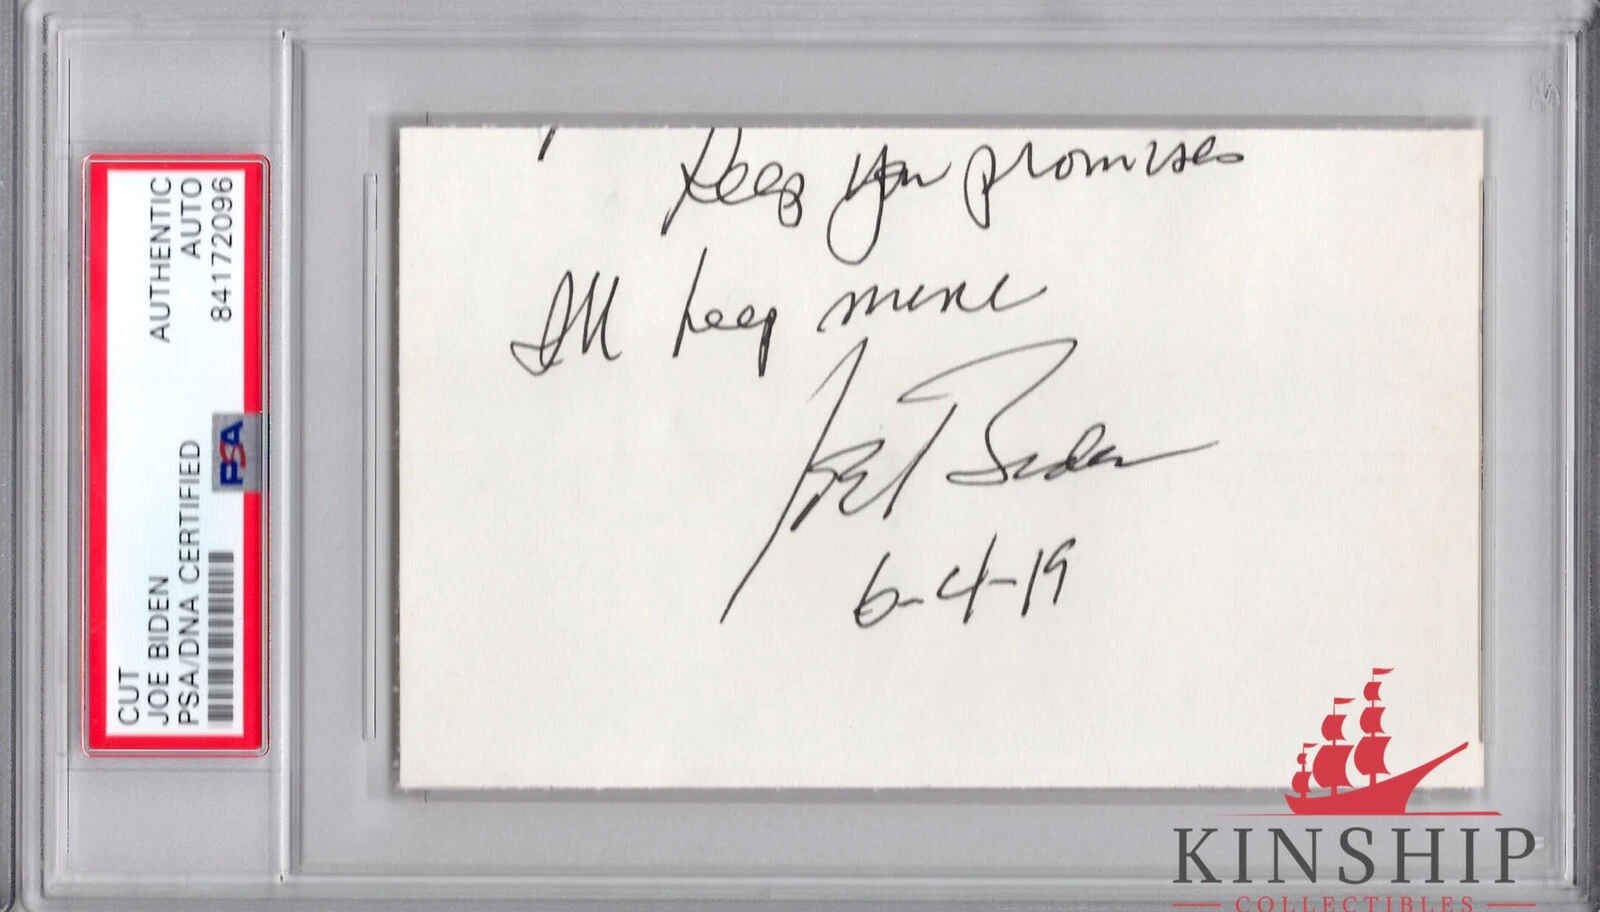 CUT
JOE BIDEN
PSA/DNA CERTIFIED
AUTHENTIC
AUTO
84172096
PSA
Keep your promises
I'll keep mine
Joe Biden
6-4-19
KINSHIP
COLLECTIBLES